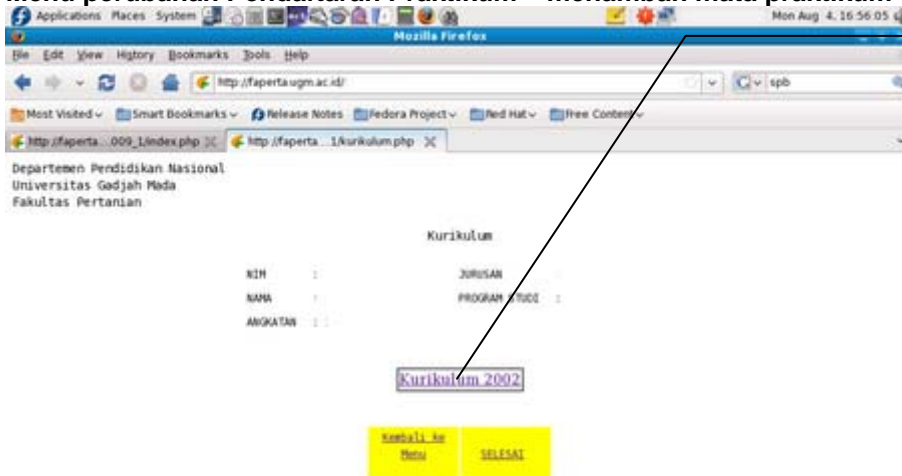 Menu perubahan Pendaftaran Praktikum – menambah mata praktikum
Applications Places System Mon Aug 4, 16:56:05
Mozilla Firefox
File Edit View History Bookmarks Tools Help
http://faperta.ugm.ac.id/ spb
Most Visited Smart Bookmarks Release Notes Fedora Project Red Hat Free Content
http://faperta...009_1/index.php http://faperta...1/kurikulum.php
Departemen Pendidikan Nasional
Universitas Gadjah Mada
Fakultas Pertanian
Kurikulum
NIM : JURUSAN :
NAMA : PROGRAM STUDI :
ANGKATAN : :
Kurikulum 2002
Kembali ke
Menu SELESAI